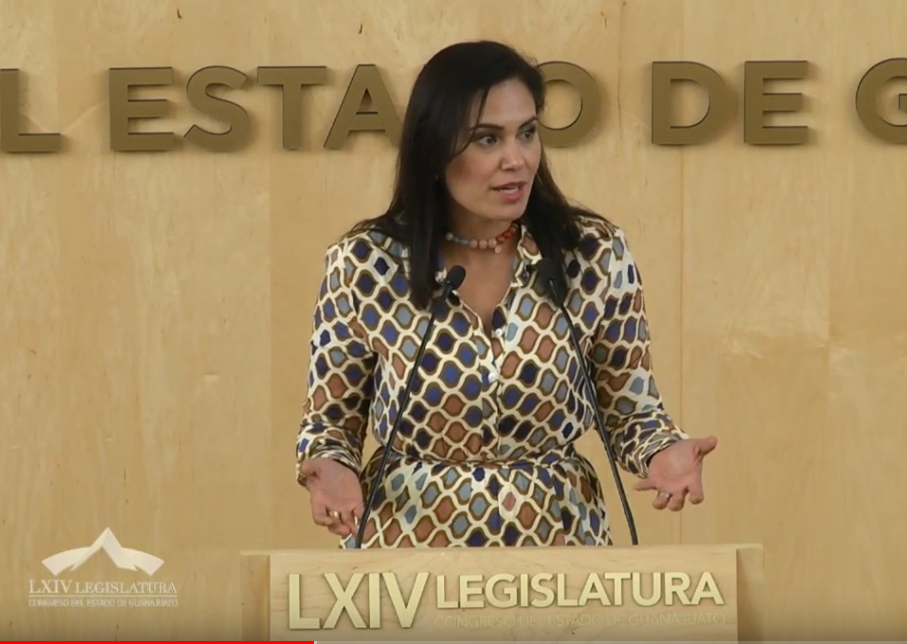 L ESTADO DE G
LXIV LEGISLATURA
CONGRESO DEL ESTADO DE GUANAJUATO
LXIV LEGISLATURA
CONGRESO DEL ESTADO DE GUANAJUATO